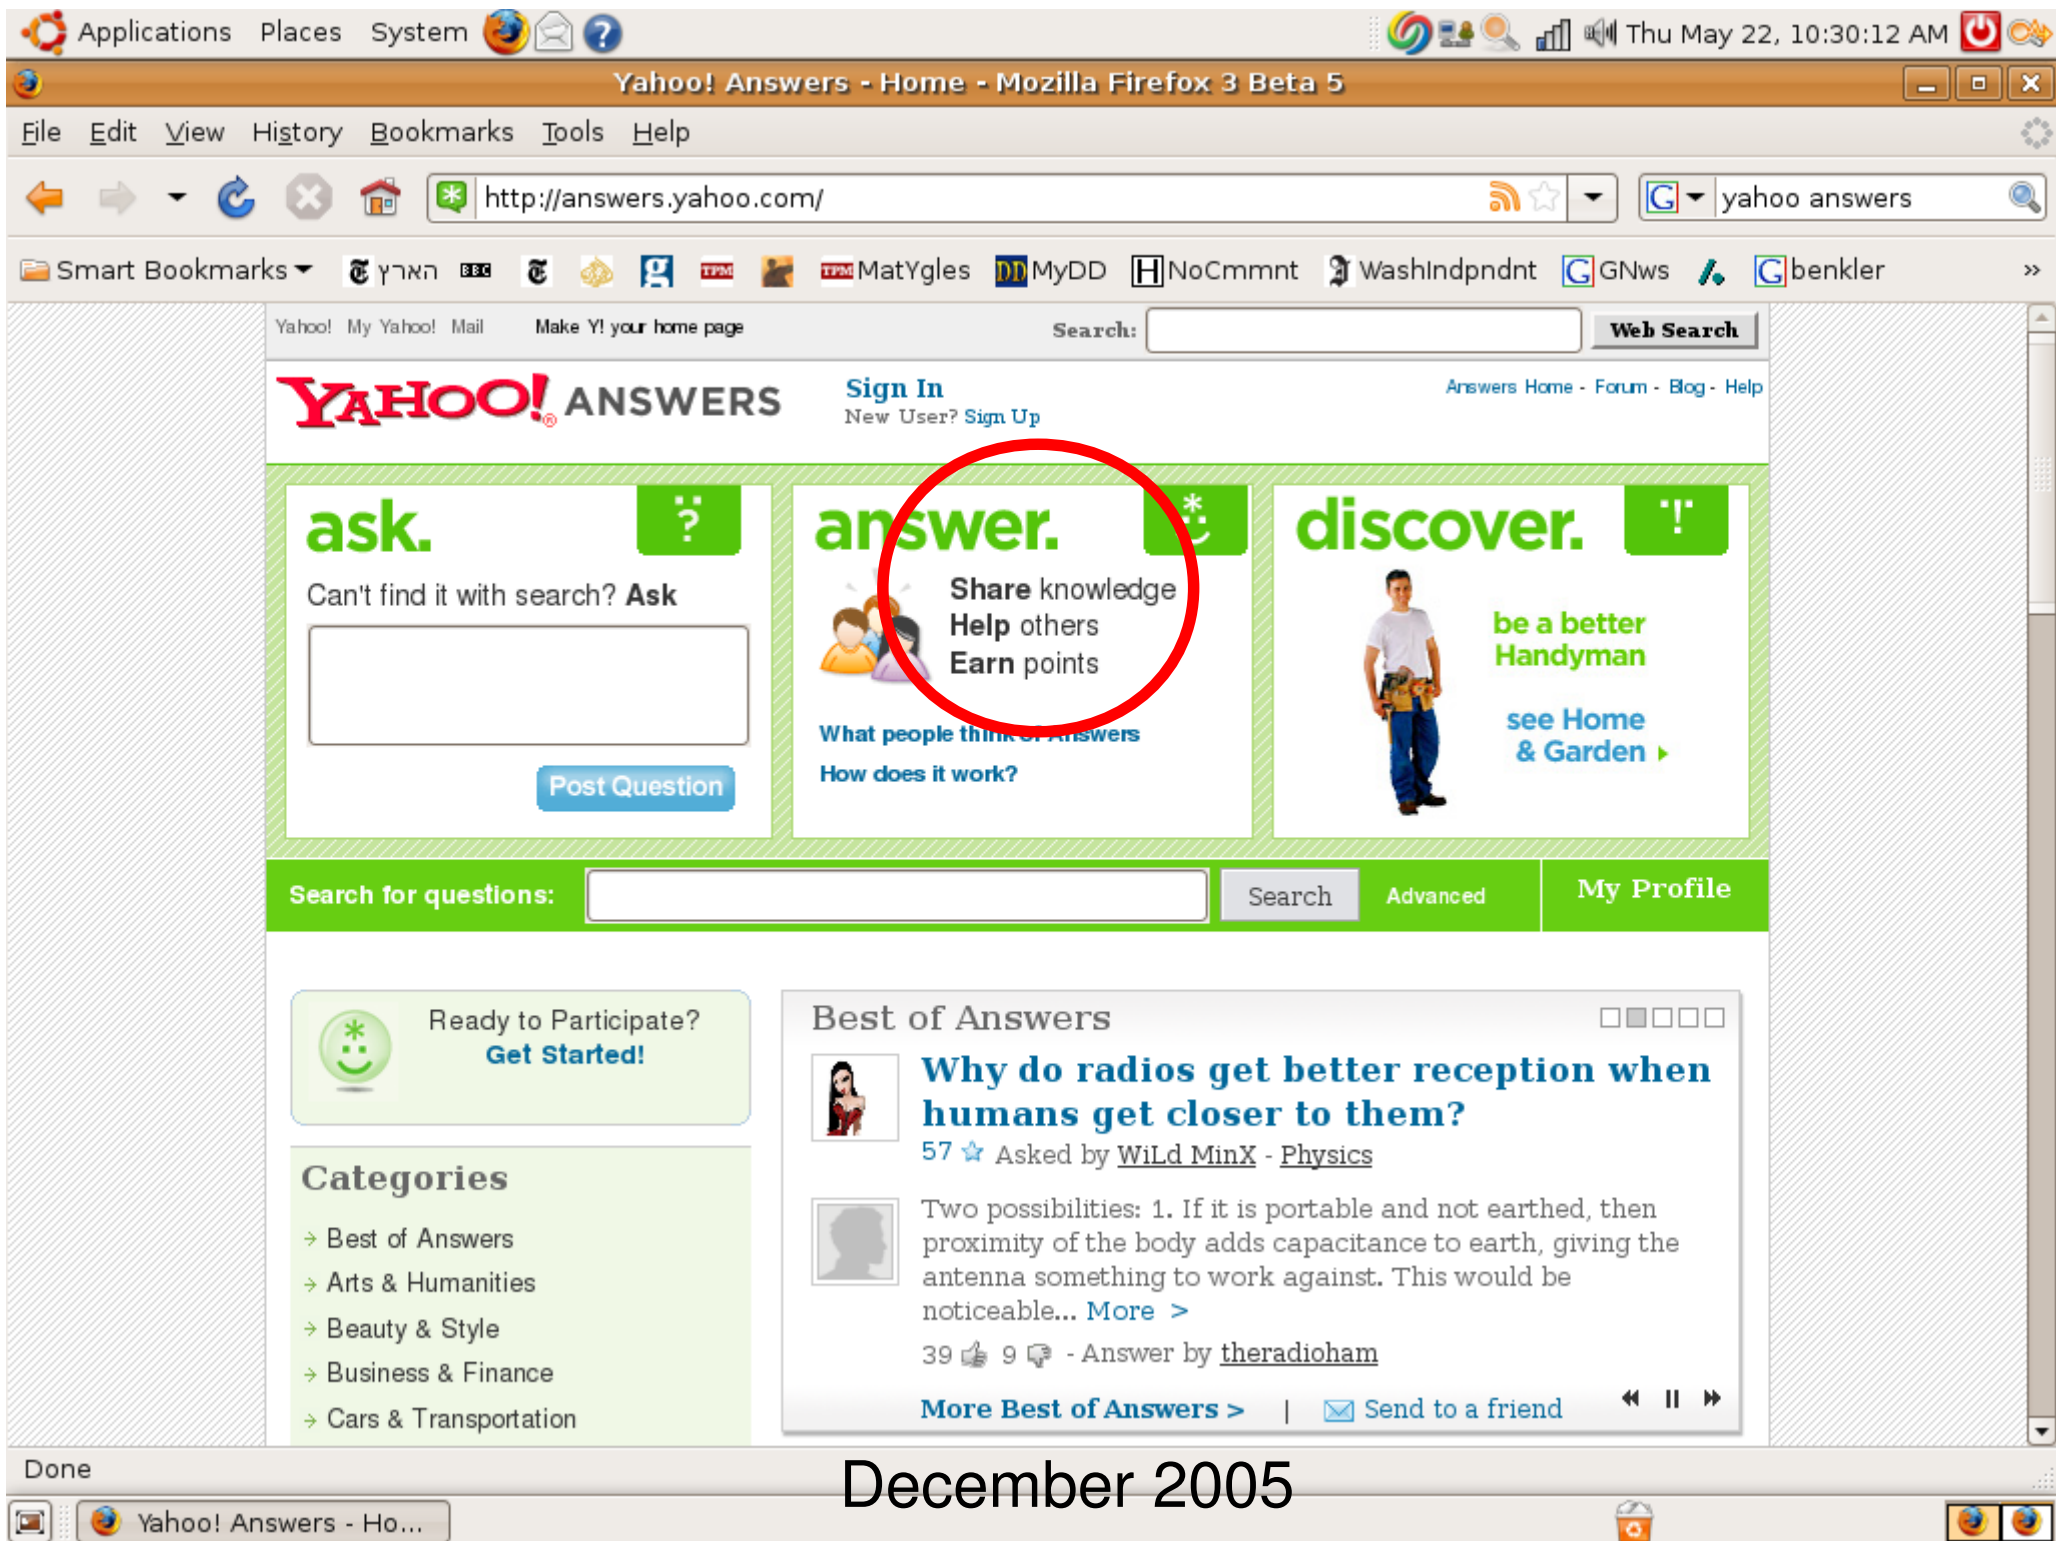 Applications Places System Thu May 22, 10:30:12 AM
Yahoo! Answers - Home - Mozilla Firefox 3 Beta 5
File Edit View History Bookmarks Tools Help
http://answers.yahoo.com/ yahoo answers
Smart Bookmarks הארץ BBC TPM TPM MatYgles DD MyDD H NoCmmnt WashIndpndnt GNws benkler »
Yahoo! My Yahoo! Mail Make Y! your home page Search: Web Search
YAHOO! ANSWERS
Sign In
New User? Sign Up
Answers Home - Forum - Blog - Help
ask.
Can't find it with search? Ask
Post Question
answer.
Share knowledge
Help others
Earn points
What people think of Answers
How does it work?
discover.
be a better
Handyman
see Home
& Garden
Search for questions: Search Advanced My Profile
Ready to Participate?
Get Started!
Categories
Best of Answers
Arts & Humanities
Beauty & Style
Business & Finance
Cars & Transportation
Best of Answers
Why do radios get better reception when
humans get closer to them?
57 Asked by WiLd MinX - Physics
Two possibilities: 1. If it is portable and not earthed, then
proximity of the body adds capacitance to earth, giving the
antenna something to work against. This would be
noticeable... More >
39 9 - Answer by theradioham
More Best of Answers > | Send to a friend
Done
December 2005
Yahoo! Answers - Ho...